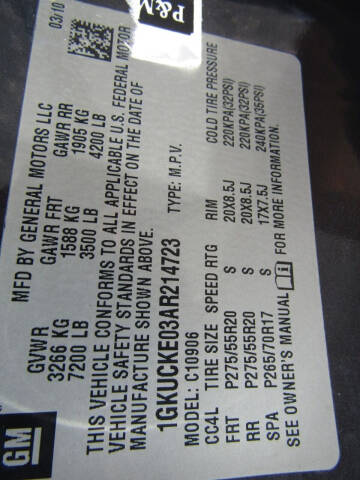 GM
P&M
MFD BY GENERAL MOTORS LLC
03/10
GVWR GAWR FRT GAWR RR
3266 KG 1588 KG 1905 KG
7200 LB 3500 LB 4200 LB
THIS VEHICLE CONFORMS TO ALL APPLICABLE U.S. FEDERAL MOTOR
VEHICLE SAFETY STANDARDS IN EFFECT ON THE DATE OF
MANUFACTURE SHOWN ABOVE.
1GKUCKE03AR214723 TYPE: M.P.V.
MODEL: C10906
CC4L TIRE SIZE SPEED RTG RIM COLD TIRE PRESSURE
FRT P275/55R20 S 20X8.5J 220KPA(32PSI)
RR P275/55R20 S 20X8.5J 220KPA(32PSI)
SPA P265/70R17 S 17X7.5J 240KPA(35PSI)
SEE OWNER'S MANUAL FOR MORE INFORMATION